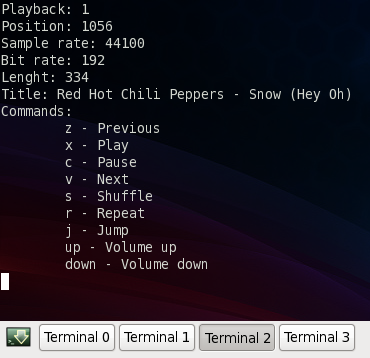 Playback: 1
Position: 1056
Sample rate: 44100
Bit rate: 192
Lenght: 334
Title: Red Hot Chili Peppers - Snow (Hey Oh)
Commands:
z - Previous
x - Play
c - Pause
v - Next
s - Shuffle
r - Repeat
j - Jump
up - Volume up
down - Volume down
Terminal 0 Terminal 1 Terminal 2 Terminal 3